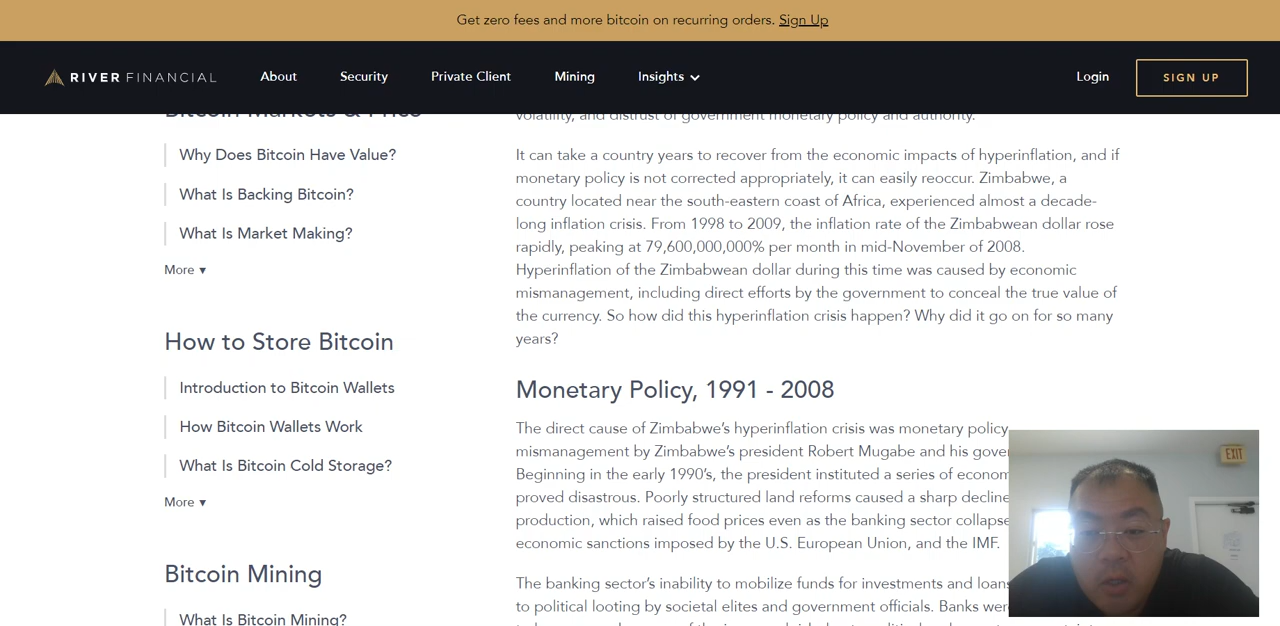 Get zero fees and more bitcoin on recurring orders. Sign Up
RIVER FINANCIAL
About
Security
Private Client
Mining
Insights
Login
SIGN UP
Bitcoin Markets & Price
Why Does Bitcoin Have Value?
What Is Backing Bitcoin?
What Is Market Making?
More ▼
How to Store Bitcoin
Introduction to Bitcoin Wallets
How Bitcoin Wallets Work
What Is Bitcoin Cold Storage?
More ▼
Bitcoin Mining
What Is Bitcoin Mining?
volatility, and distrust of government monetary policy and authority.
It can take a country years to recover from the economic impacts of hyperinflation, and if
monetary policy is not corrected appropriately, it can easily reoccur. Zimbabwe, a
country located near the south-eastern coast of Africa, experienced almost a decade-
long inflation crisis. From 1998 to 2009, the inflation rate of the Zimbabwean dollar rose
rapidly, peaking at 79,600,000,000% per month in mid-November of 2008.
Hyperinflation of the Zimbabwean dollar during this time was caused by economic
mismanagement, including direct efforts by the government to conceal the true value of
the currency. So how did this hyperinflation crisis happen? Why did it go on for so many
years?
Monetary Policy, 1991 - 2008
The direct cause of Zimbabwe’s hyperinflation crisis was monetary policy
mismanagement by Zimbabwe’s president Robert Mugabe and his gover
Beginning in the early 1990’s, the president instituted a series of econom
proved disastrous. Poorly structured land reforms caused a sharp decline
production, which raised food prices even as the banking sector collapse
economic sanctions imposed by the U.S. European Union, and the IMF.
The banking sector’s inability to mobilize funds for investments and loans
to political looting by societal elites and government officials. Banks wer
EXIT